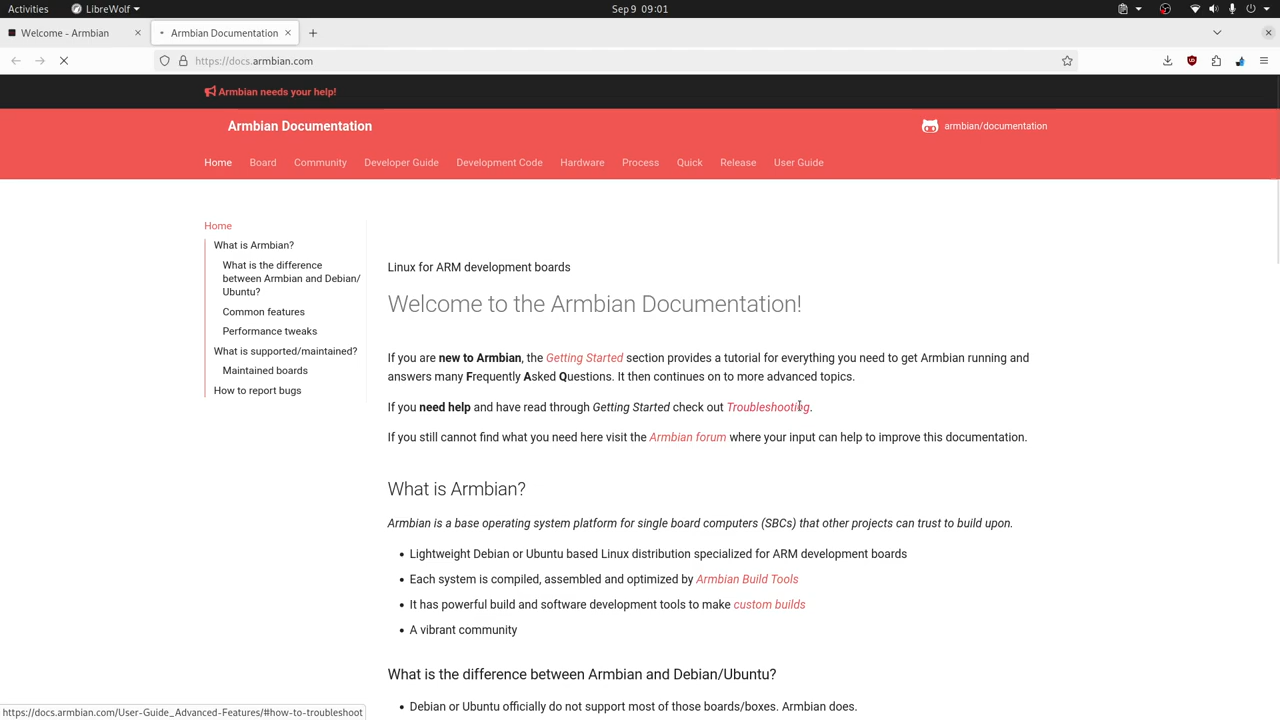 Activities LibreWolf Sep 9 09:01
Welcome - Armbian Armbian Documentation
https://docs.armbian.com
Armbian needs your help!
Armbian Documentation armbian/documentation
Home Board Community Developer Guide Development Code Hardware Process Quick Release User Guide
Home
What is Armbian?
What is the difference
between Armbian and Debian/
Ubuntu?
Common features
Performance tweaks
What is supported/maintained?
Maintained boards
How to report bugs
Linux for ARM development boards
Welcome to the Armbian Documentation!
If you are new to Armbian, the Getting Started section provides a tutorial for everything you need to get Armbian running and
answers many Frequently Asked Questions. It then continues on to more advanced topics.
If you need help and have read through Getting Started check out Troubleshooting.
If you still cannot find what you need here visit the Armbian forum where your input can help to improve this documentation.
What is Armbian?
Armbian is a base operating system platform for single board computers (SBCs) that other projects can trust to build upon.
• Lightweight Debian or Ubuntu based Linux distribution specialized for ARM development boards
• Each system is compiled, assembled and optimized by Armbian Build Tools
• It has powerful build and software development tools to make custom builds
• A vibrant community
What is the difference between Armbian and Debian/Ubuntu?
• Debian or Ubuntu officially do not support most of those boards/boxes. Armbian does.
https://docs.armbian.com/User-Guide_Advanced-Features/#how-to-troubleshoot